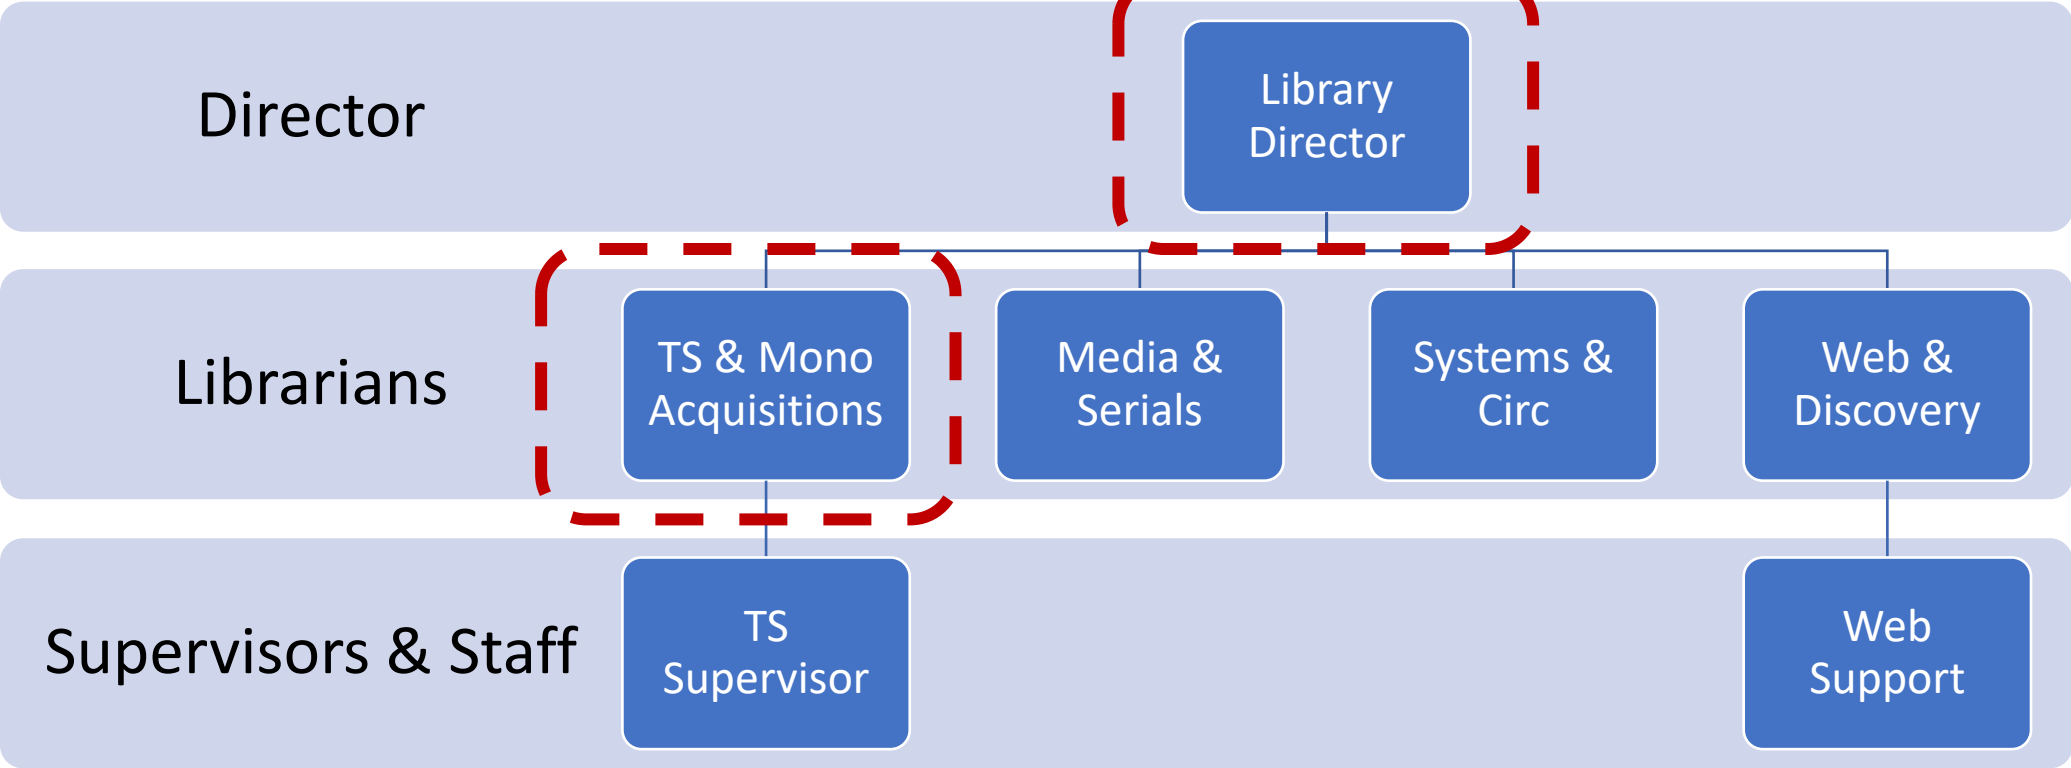 Director
Library
Director
Librarians
TS & Mono
Acquisitions
Media &
Serials
Systems &
Circ
Web &
Discovery
Supervisors & Staff
TS
Supervisor
Web
Support